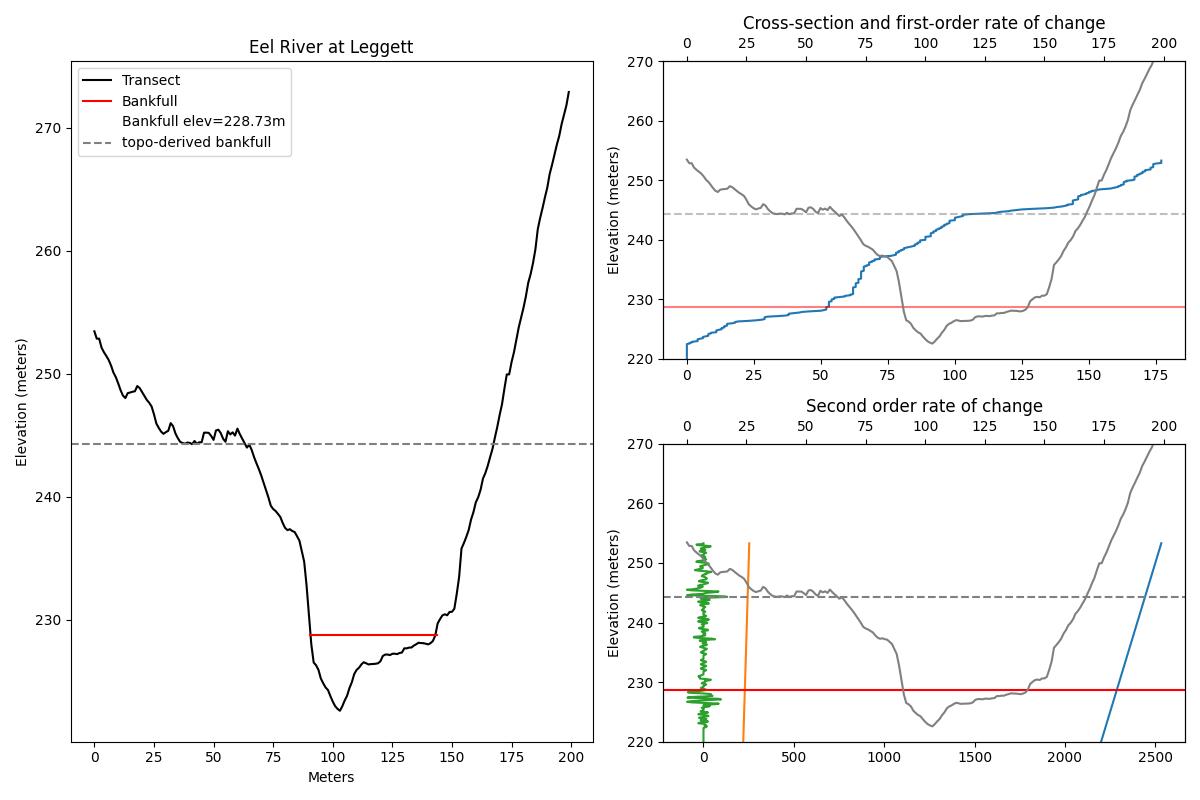 Eel River at Leggett
Transect
Bankfull
Bankfull elev=228.73m
topo-derived bankfull
270
260
250
240
230
Elevation (meters)
0 25 50 75 100 125 150 175 200
Meters
Cross-section and first-order rate of change
0 25 50 75 100 125 150 175 200
270
260
250
240
230
220
Elevation (meters)
0 25 50 75 100 125 150 175
Second order rate of change
0 25 50 75 100 125 150 175 200
270
260
250
240
230
220
Elevation (meters)
0 500 1000 1500 2000 2500